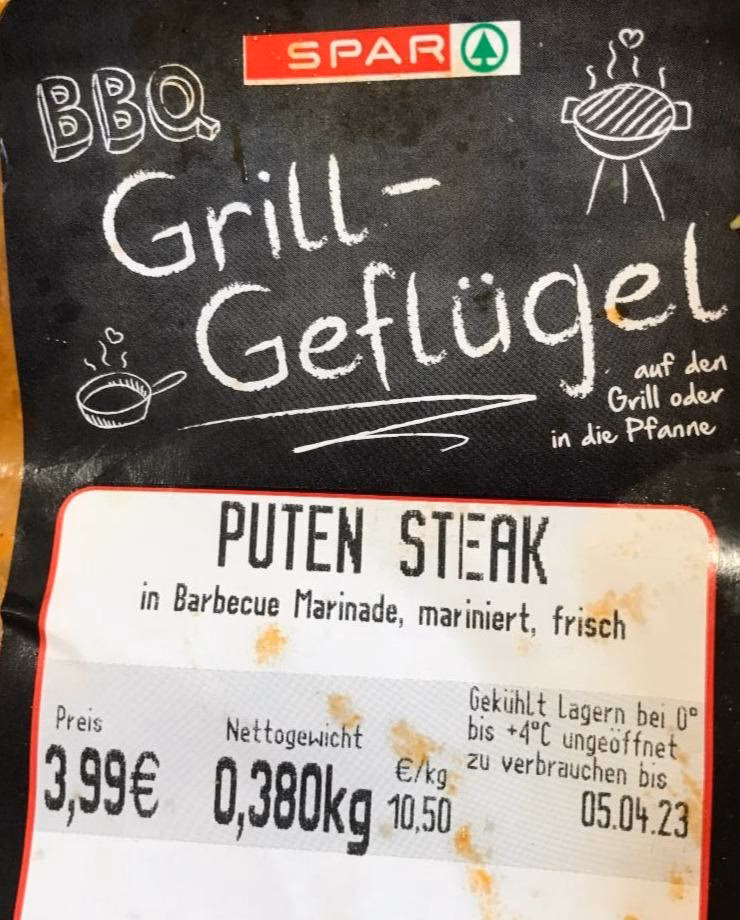 SPAR
BBQ
Grill-
Geflügel
auf den
Grill oder
in die Pfanne
PUTEN STEAK
in Barbecue Marinade, mariniert, frisch
Preis
3,99€
Nettogewicht
0,380kg
€/kg
10,50
Gekühlt Lagern bei 0°
bis +4°C ungeöffnet
zu verbrauchen bis
05.04.23